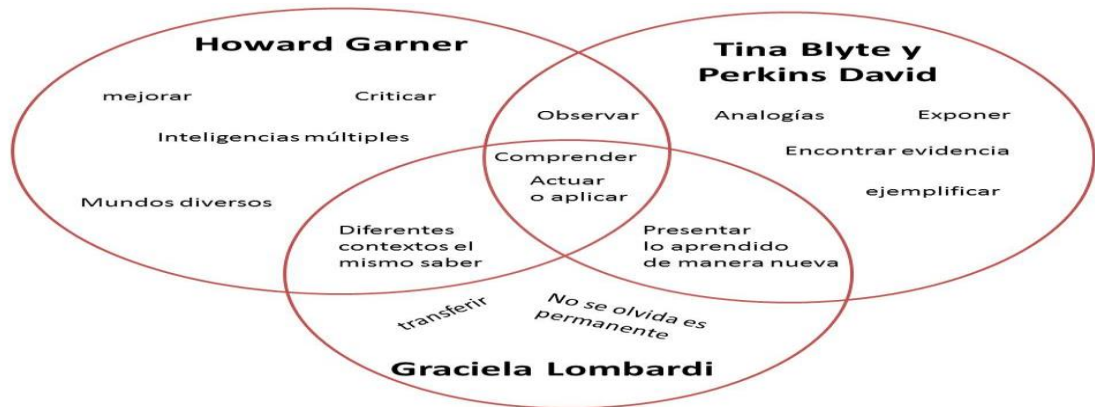 Howard Garner
mejorar
Criticar
Inteligencias múltiples
Mundos diversos
Tina Blyte y
Perkins David
Analogías
Exponer
Encontrar evidencia
ejemplificar
Observar
Comprender
Actuar
o aplicar
Diferentes
contextos el
mismo saber
Presentar
lo aprendido
de manera nueva
transferir
No se olvida es
permanente
Graciela Lombardi